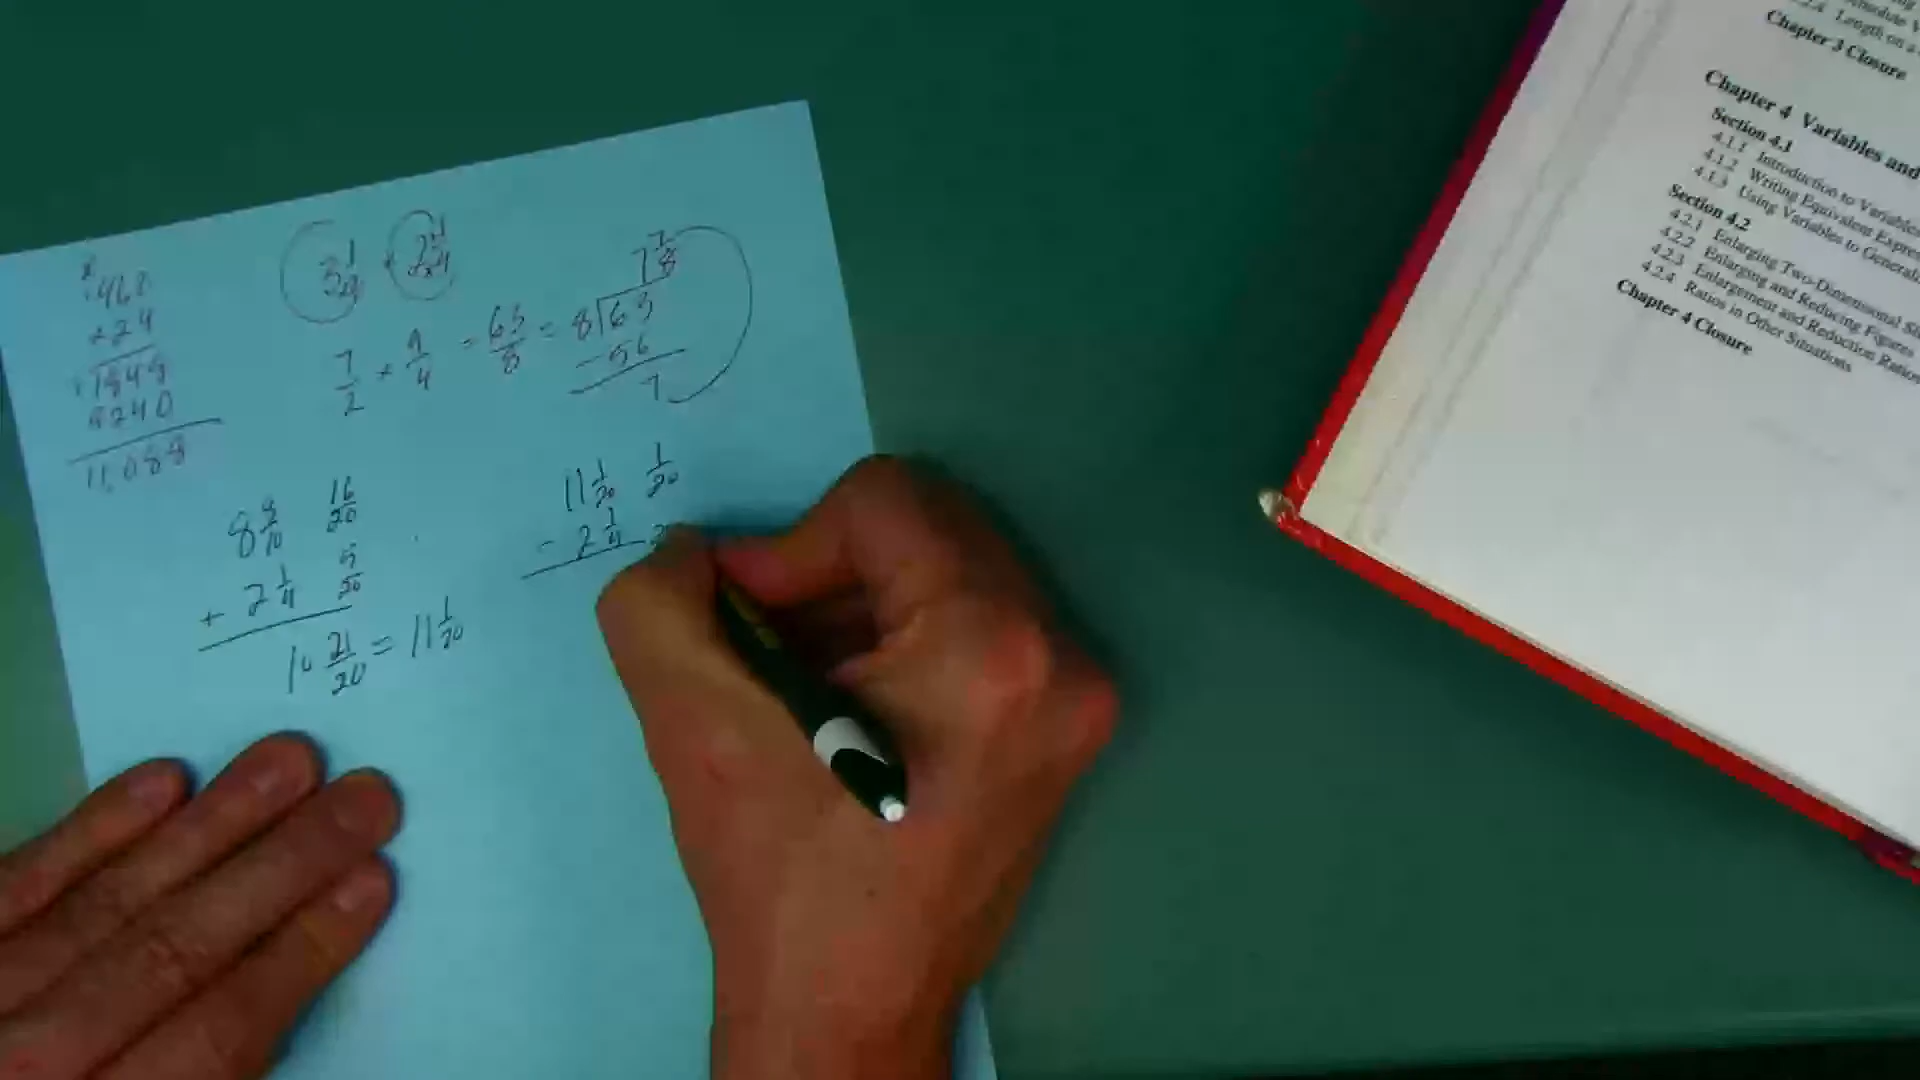 462
×24
1848
9240
11,088
3 1/2 × 2 1/4
7/2 × 9/4 = 63/8 = 8)63
7 7/8
-56
7
8 8/10 16/20
+ 2 1/4 5/20
10 21/20 = 11 1/20
11 1/20 1/20
- 2 1/4
Chapter 3 Closure
Chapter 4 Variables and
Section 4.1
4.1.1 Introduction to Variables
4.1.2 Writing Equivalent Expres
4.1.3 Using Variables to Generali
Section 4.2
4.2.1 Enlarging Two-Dimensional Sh
4.2.2 Enlarging and Reducing Figures
4.2.3 Enlargement and Reduction Ratios
4.2.4 Ratios in Other Situations
Chapter 4 Closure